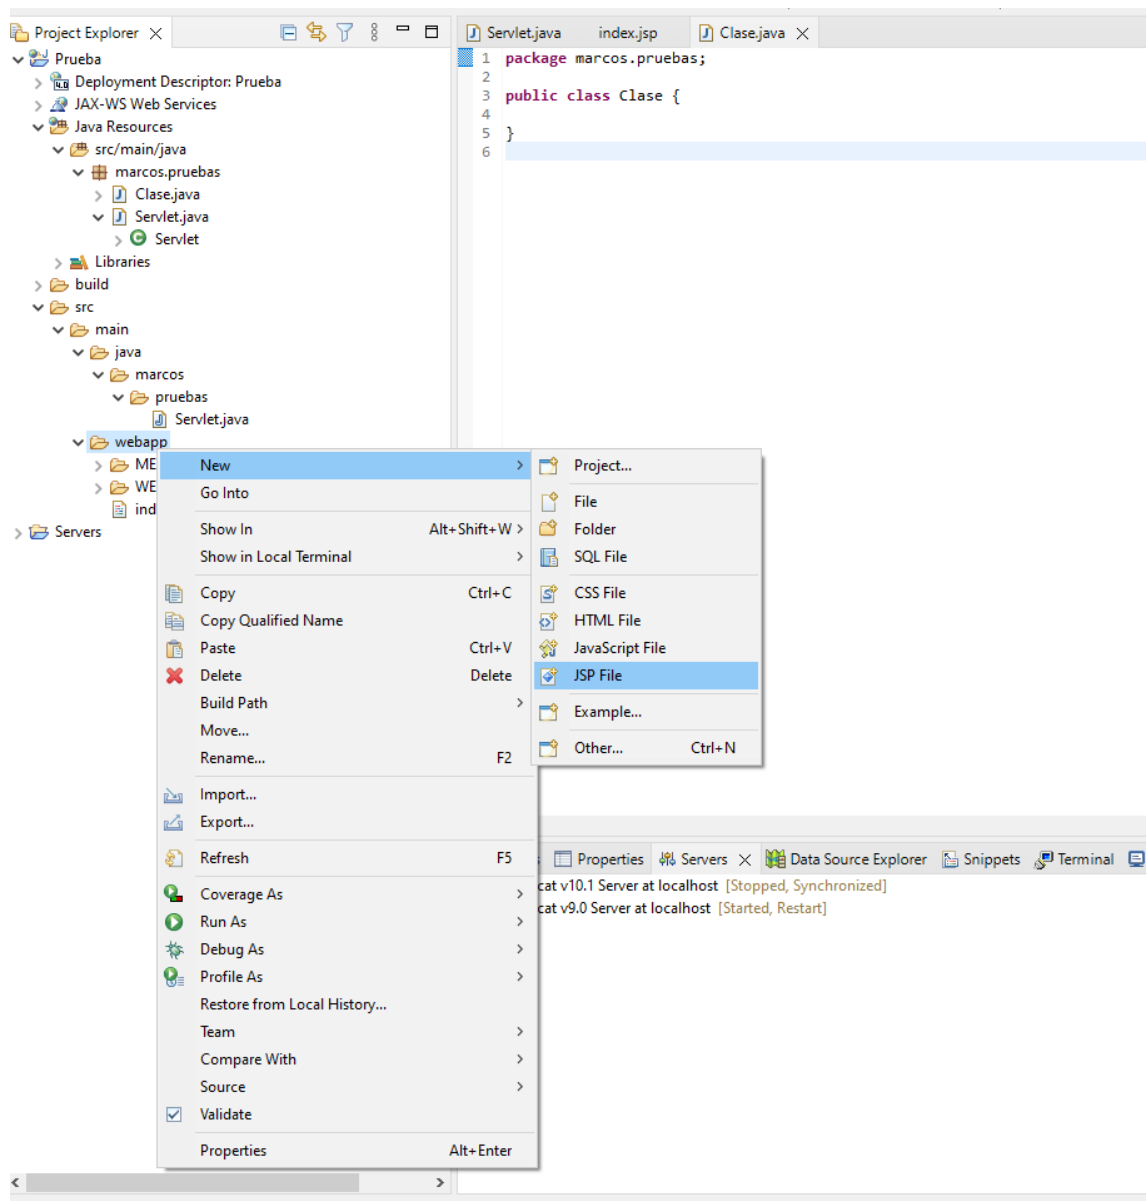 Project Explorer
Prueba
Deployment Descriptor: Prueba
JAX-WS Web Services
Java Resources
src/main/java
marcos.pruebas
Clase.java
Servlet.java
Servlet
Libraries
build
src
main
java
marcos
pruebas
Servlet.java
webapp
ME
WE
ind
Servers
Servlet.java index.jsp Clase.java
1 package marcos.pruebas;
2
3 public class Clase {
4
5 }
6
New
Go Into
Show In Alt+Shift+W >
Show in Local Terminal
Copy Ctrl+C
Copy Qualified Name
Paste Ctrl+V
Delete Delete
Build Path
Move...
Rename... F2
Import...
Export...
Refresh F5
Coverage As
Run As
Debug As
Profile As
Restore from Local History...
Team
Compare With
Source
Validate
Properties Alt+Enter
Project...
File
Folder
SQL File
CSS File
HTML File
JavaScript File
JSP File
Example...
Other... Ctrl+N
s Properties Servers Data Source Explorer Snippets Terminal
cat v10.1 Server at localhost [Stopped, Synchronized]
cat v9.0 Server at localhost [Started, Restart]